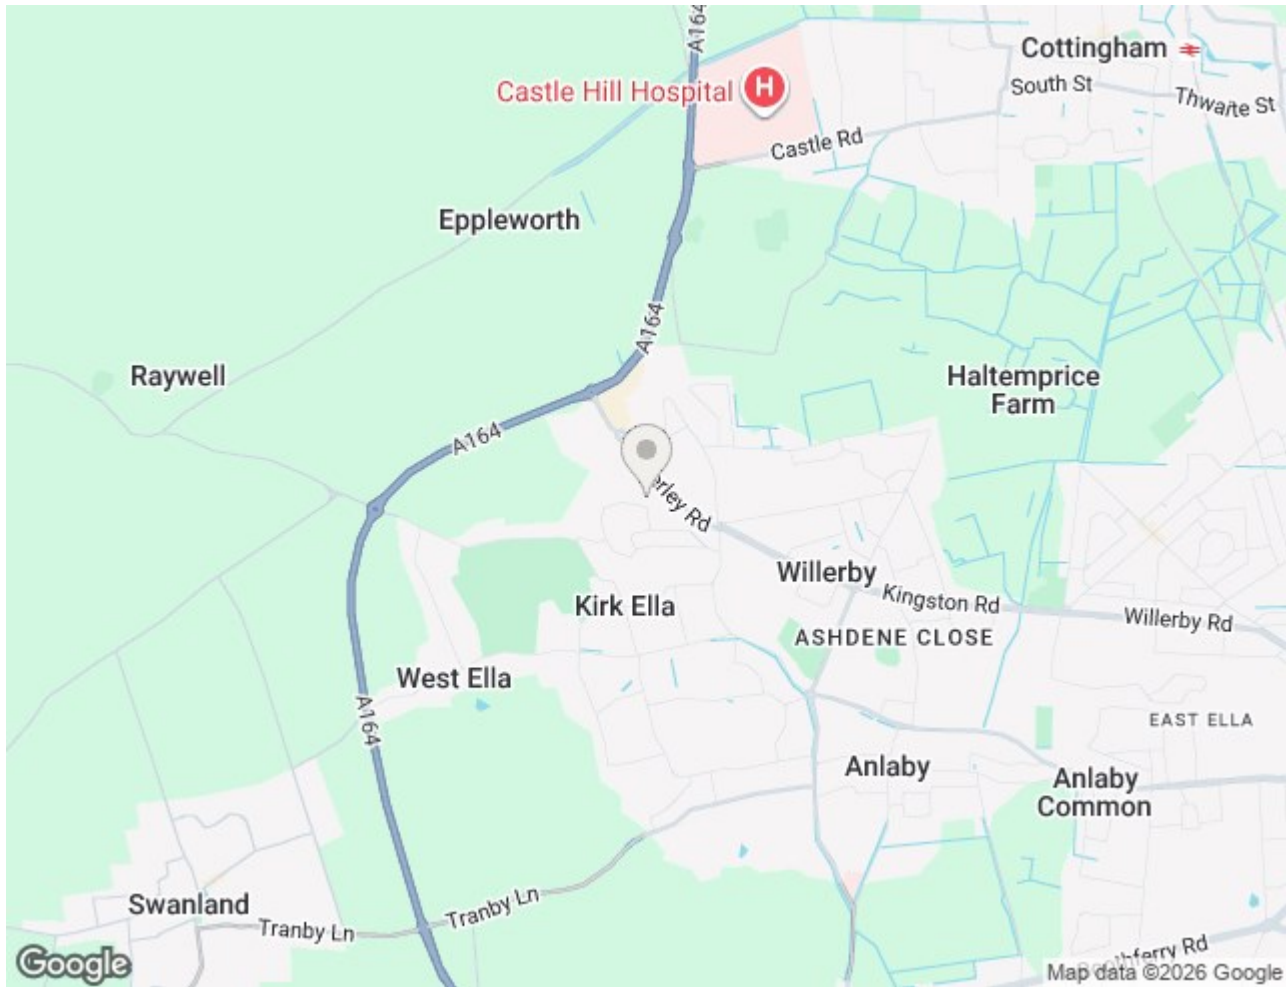 A164
Cottingham
South St
Castle Hill Hospital
H
Thwaite St
Castle Rd
Eppleworth
A164
Raywell
Haltemprice
Farm
A164
Rd
Willerby
Kirk Ella
Kingston Rd
Willerby Rd
ASHDENE CLOSE
West Ella
A164
EAST ELLA
Anlaby
Anlaby
Common
Swanland
Tranby Ln
Tranby Ln
Rd
Google
Map data ©2026 Google